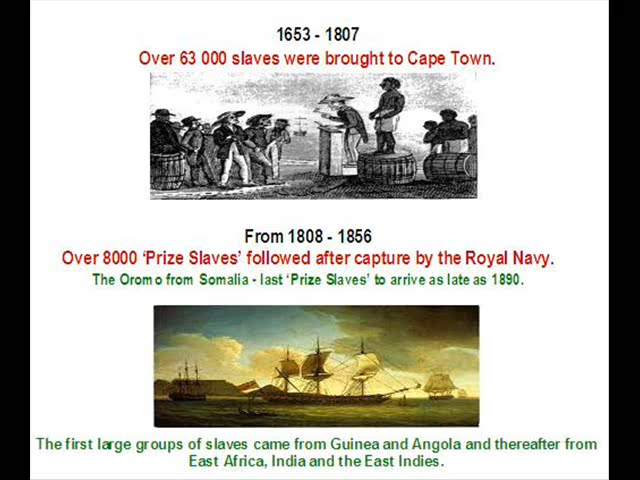 1653 - 1807
Over 63 000 slaves were brought to Cape Town.
From 1808 - 1856
Over 8000 ‘Prize Slaves’ followed after capture by the Royal Navy.
The Oromo from Somalia - last ‘Prize Slaves’ to arrive as late as 1890.
The first large groups of slaves came from Guinea and Angola and thereafter from
East Africa, India and the East Indies.